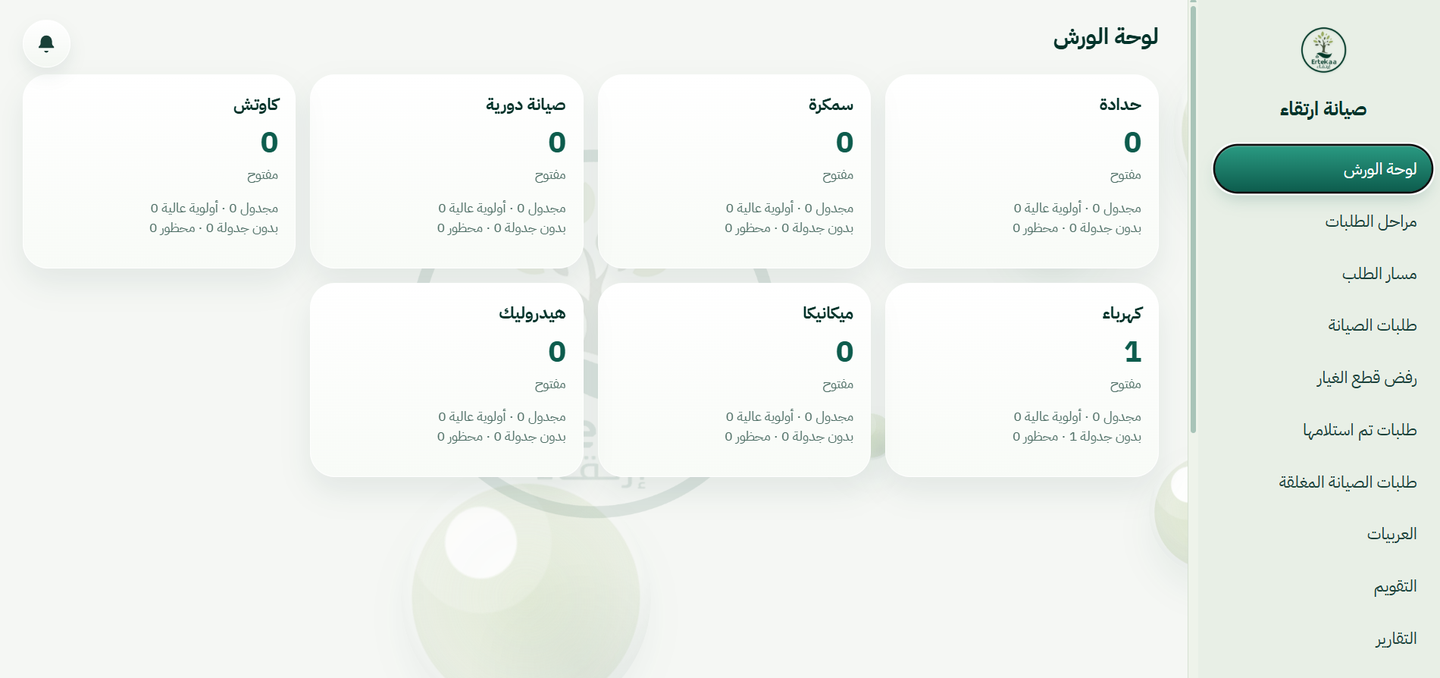 Ertekaa
إرتقاء
صيانة ارتقاء
لوحة الورش
مراحل الطلبات
مسار الطلب
طلبات الصيانة
رفض قطع الغيار
طلبات تم استلامها
طلبات الصيانة المغلقة
العربيات
التقويم
التقارير
لوحة الورش
حدادة
0
مفتوح
مجدول 0 · أولوية عالية 0
بدون جدولة 0 · محظور 0
سمكرة
0
مفتوح
مجدول 0 · أولوية عالية 0
بدون جدولة 0 · محظور 0
صيانة دورية
0
مفتوح
مجدول 0 · أولوية عالية 0
بدون جدولة 0 · محظور 0
كاوتش
0
مفتوح
مجدول 0 · أولوية عالية 0
بدون جدولة 0 · محظور 0
كهرباء
1
مفتوح
مجدول 0 · أولوية عالية 0
بدون جدولة 1 · محظور 0
ميكانيكا
0
مفتوح
مجدول 0 · أولوية عالية 0
بدون جدولة 0 · محظور 0
هيدروليك
0
مفتوح
مجدول 0 · أولوية عالية 0
بدون جدولة 0 · محظور 0